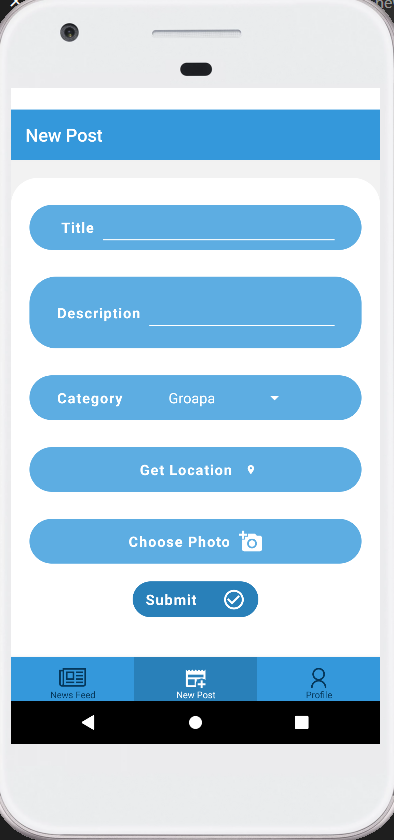 New Post
Title
Description
Category Groapa
Get Location
Choose Photo
Submit
News Feed New Post Profile